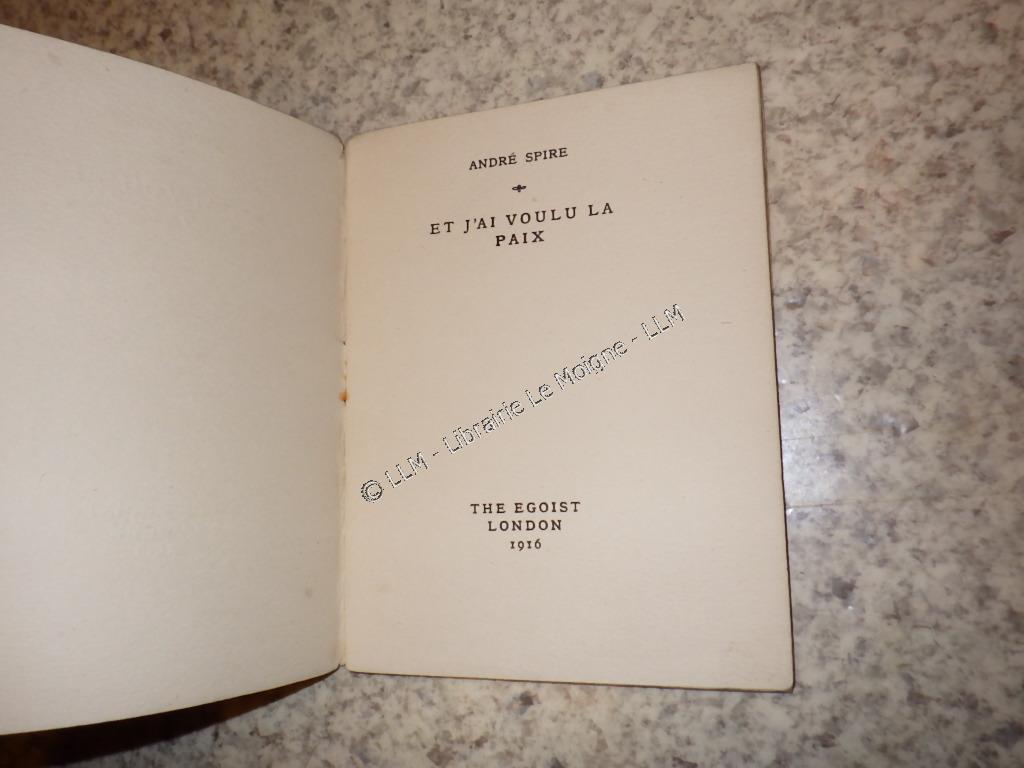 ANDRÉ SPIRE
ET J'AI VOULU LA
PAIX
© LLM - Librairie Le Moigne - LLM
THE EGOIST
LONDON
1916